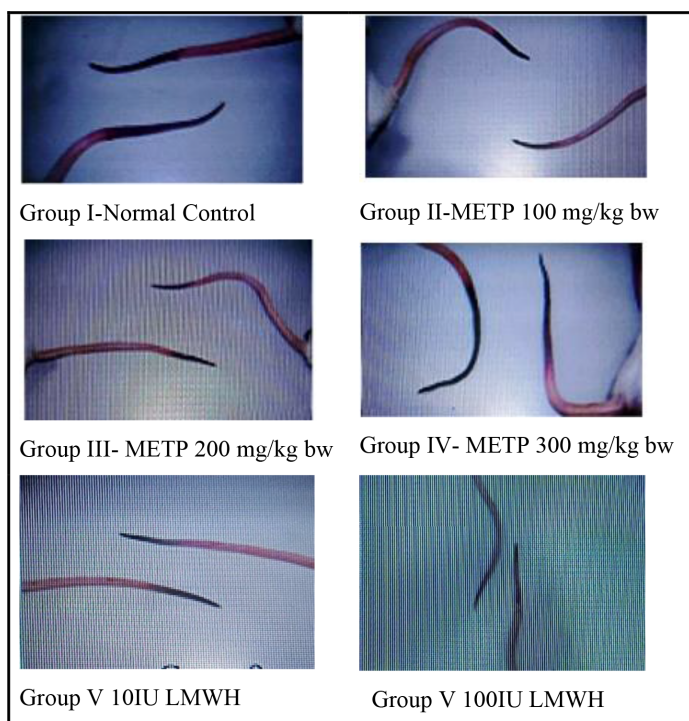 Group I-Normal Control
Group II-METP 100 mg/kg bw
Group III- METP 200 mg/kg bw
Group IV- METP 300 mg/kg bw
Group V 10IU LMWH
Group V 100IU LMWH